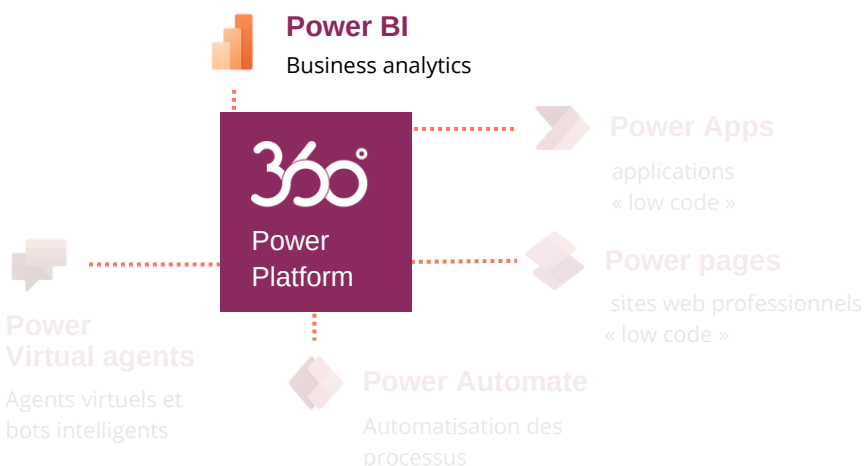 Power BI
Business analytics
Power Apps
applications
« low code »
360°
Power
Platform
Power pages
sites web professionnels
« low code »
Power
Virtual agents
Agents virtuels et
bots intelligents
Power Automate
Automatisation des
processus